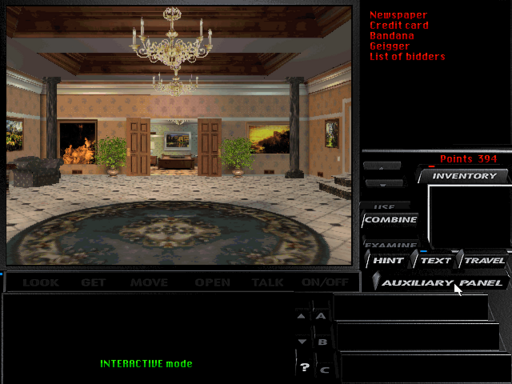 Newspaper
Credit card
Bandana
Geigger
List of bidders
Points 394
INVENTORY
USE
COMBINE
EXAMINE
HINT TEXT TRAVEL
AUXILIARY PANEL
LOOK GET MOVE OPEN TALK ON/OFF
A
B
? C
INTERACTIVE mode